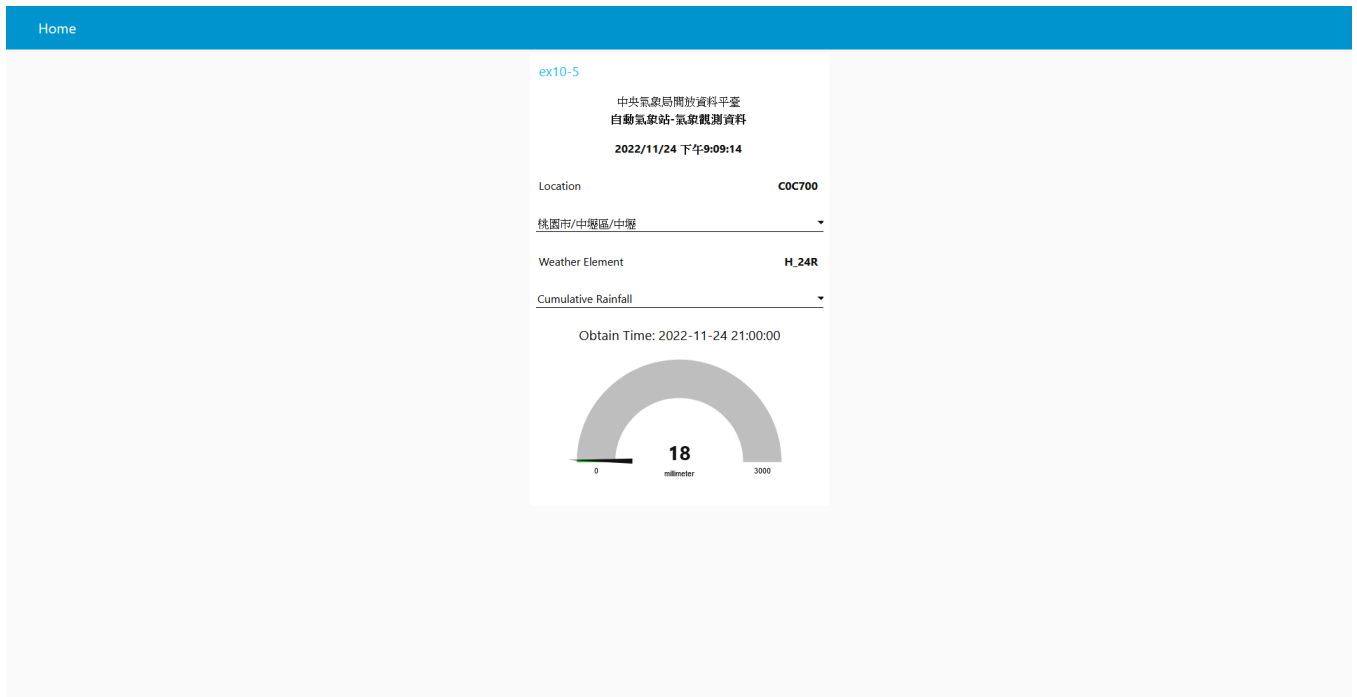 Home
ex10-5
中央氣象局開放資料平臺
自動氣象站-氣象觀測資料
2022/11/24 下午9:09:14
Location C0C700
桃園市/中壢區/中壢
Weather Element H_24R
Cumulative Rainfall
Obtain Time: 2022-11-24 21:00:00
18
0 milimeter 3000